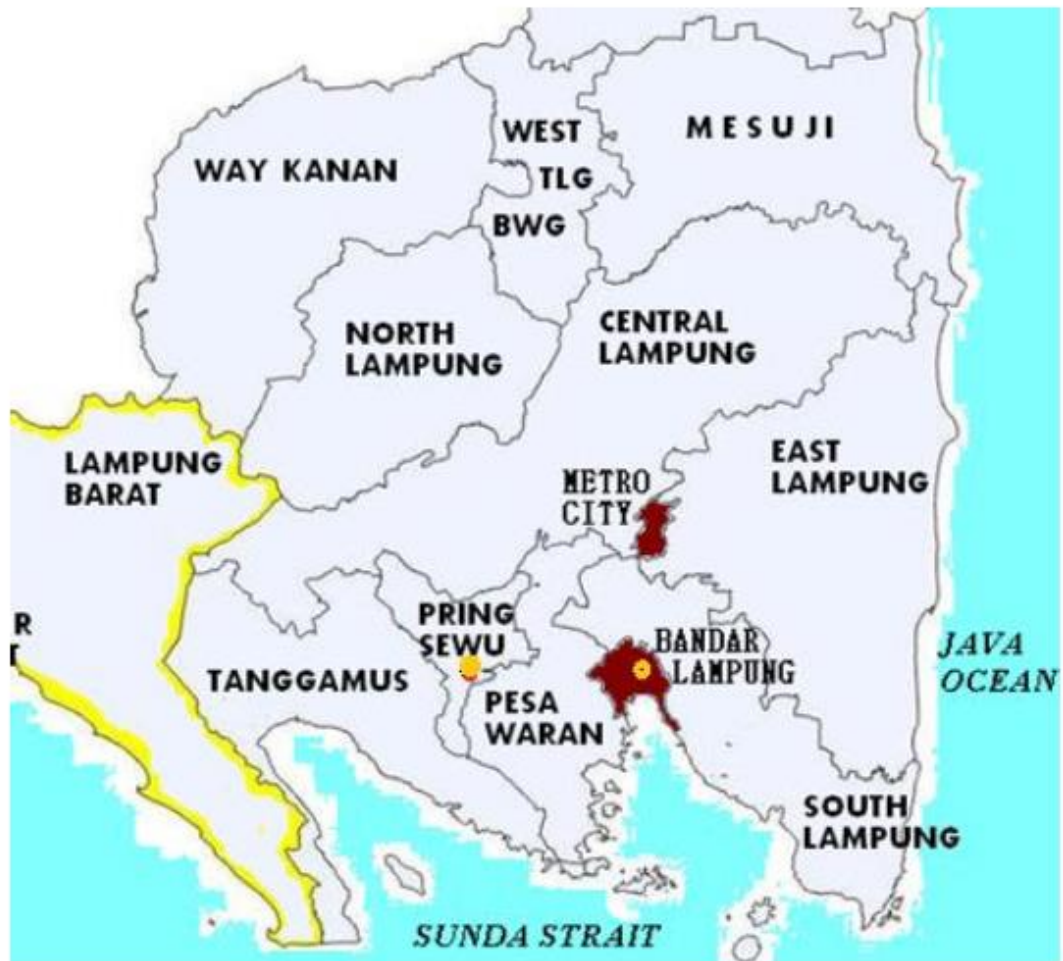 WEST
TLG
BWG
MESUJI
WAY KANAN
NORTH
LAMPUNG
CENTRAL
LAMPUNG
LAMPUNG
BARAT
EAST
LAMPUNG
METRO
CITY
PRING
SEWU
R
T
TANGGAMUS
PESA
WARAN
BANDAR
LAMPUNG
JAVA
OCEAN
SOUTH
LAMPUNG
SUNDA STRAIT